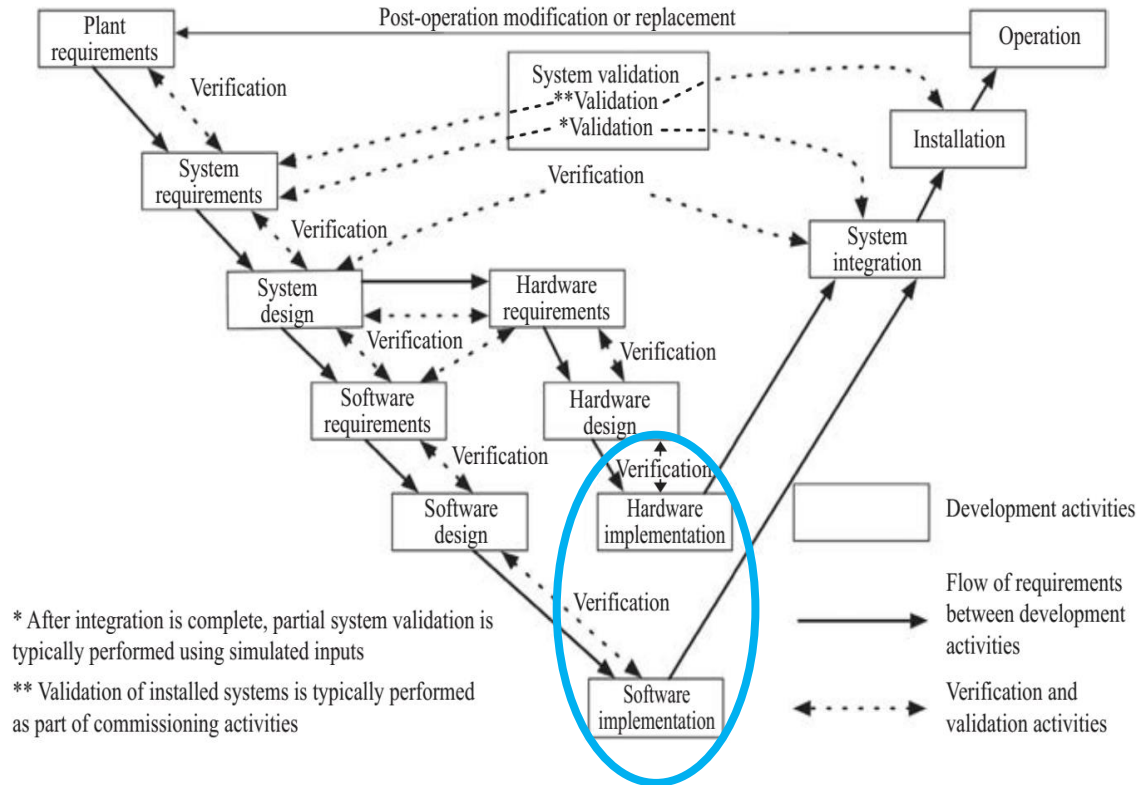 Post-operation modification or replacement
Plant
requirements
Operation
Verification
System validation
**Validation
*Validation
Installation
System
requirements
Verification
Verification
System
integration
System
design
Hardware
requirements
Verification
Verification
Software
requirements
Hardware
design
Verification
Verification
Software
design
Hardware
implementation
Development activities
Verification
Flow of requirements
between development
activities
* After integration is complete, partial system validation is
typically performed using simulated inputs
** Validation of installed systems is typically performed
as part of commissioning activities
Software
implementation
Verification and
validation activities